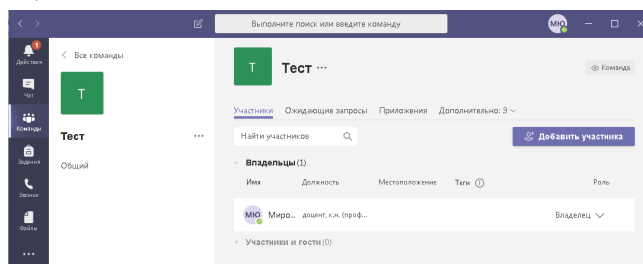 Выполните поиск или введите команду
МЮ
1
Действия
Чат
Команды
Задания
Звонки
Файлы
Все команды
Т
Тест
Общий
Т
Тест
Команда
Участники Ожидающие запросы Приложения Дополнительно: 3
Найти участников
Добавить участника
Владельцы (1)
Имя Должность Местоположение Теги Роль
МЮ Миро... доцент, к.н. (проф... Владелец
Участники и гости (0)